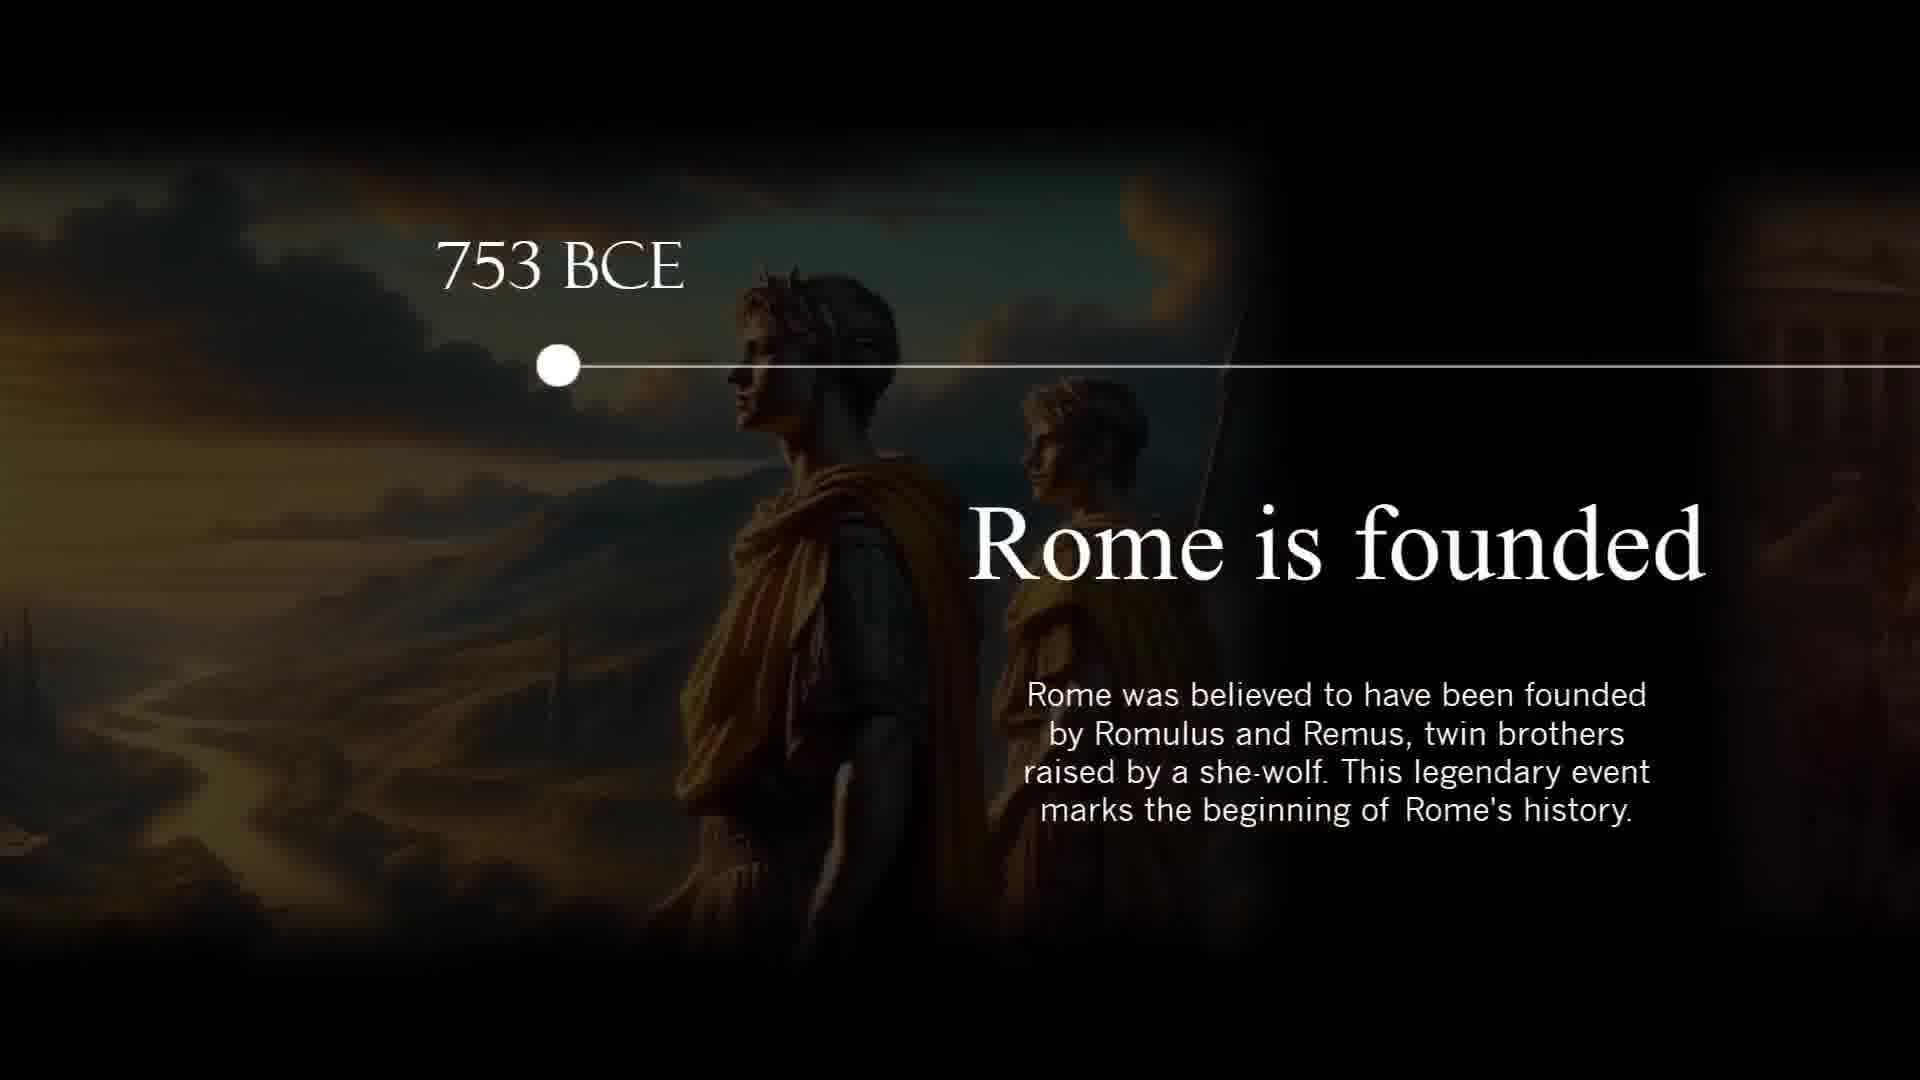 753 BCE
Rome is founded
Rome was believed to have been founded
by Romulus and Remus, twin brothers
raised by a she-wolf. This legendary event
marks the beginning of Rome's history.